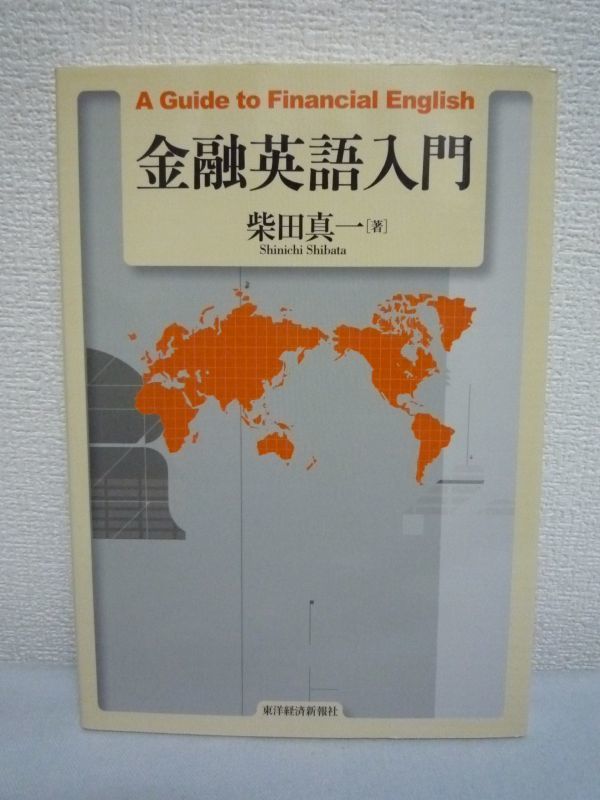 A Guide to Financial English
金融英語入門
柴田真一[著]
Shinichi Shibata
東洋経済新報社